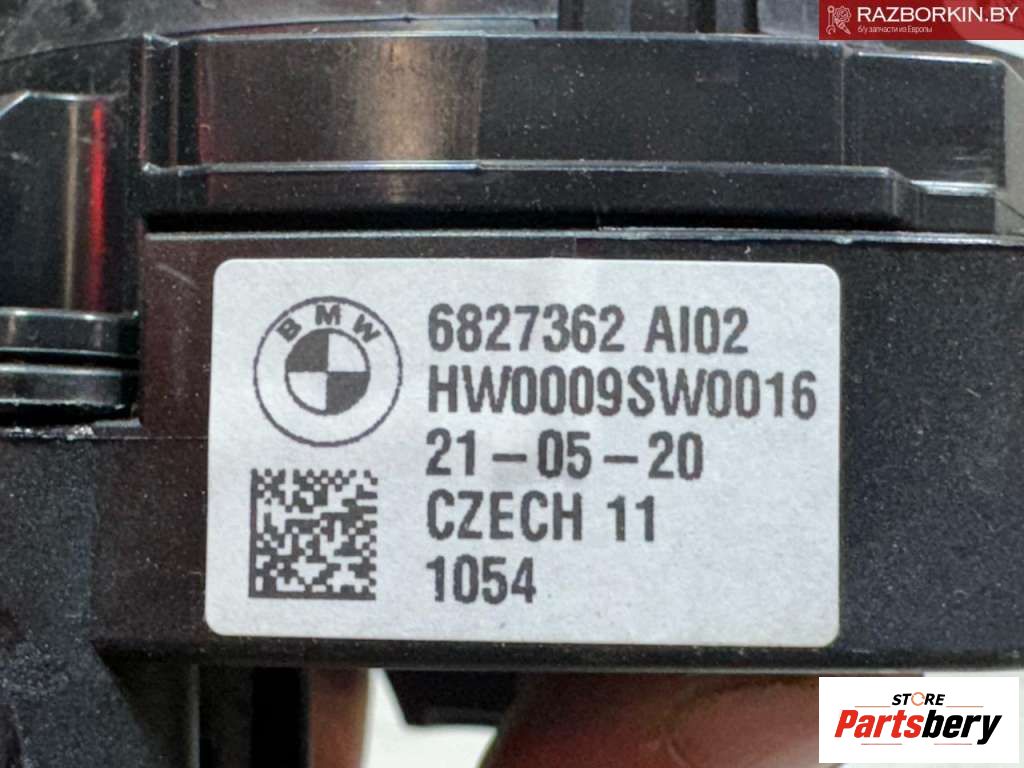 RAZBORKIN.BY
б/у запчасти из Европы
BMW
6827362 AI02
HW0009SW0016
21-05-20
CZECH 11
1054
STORE
Partsbery